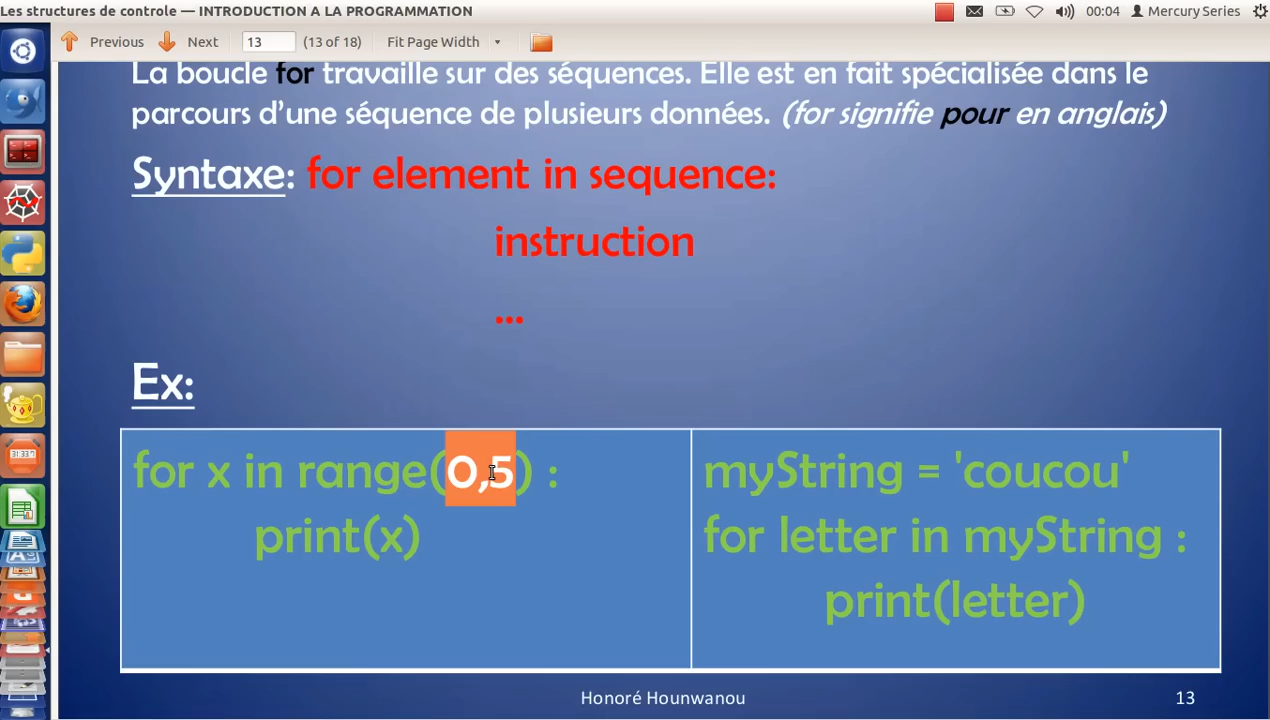 Les structures de controle — INTRODUCTION A LA PROGRAMMATION
00:04 Mercury Series
Previous Next 13 (13 of 18) Fit Page Width
La boucle for travaille sur des séquences. Elle est en fait spécialisée dans le
parcours d’une séquence de plusieurs données. (for signifie pour en anglais)
Syntaxe: for element in sequence:
instruction
...
Ex:
for x in range(0,5) :
print(x)
myString = 'coucou'
for letter in myString :
print(letter)
Honoré Hounwanou
13